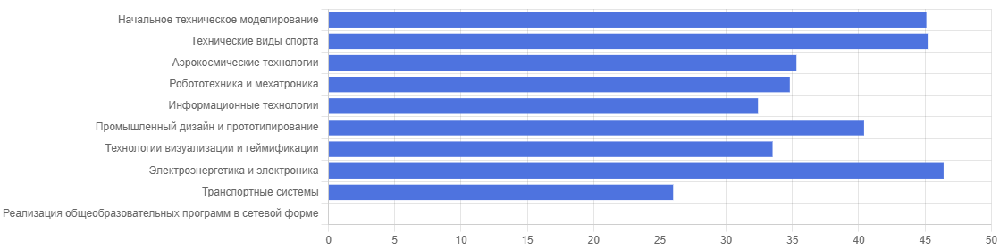 Начальное техническое моделирование
Технические виды спорта
Аэрокосмические технологии
Робототехника и мехатроника
Информационные технологии
Промышленный дизайн и прототипирование
Технологии визуализации и геймификации
Электроэнергетика и электроника
Транспортные системы
Реализация общеобразовательных программ в сетевой форме
0 5 10 15 20 25 30 35 40 45 50